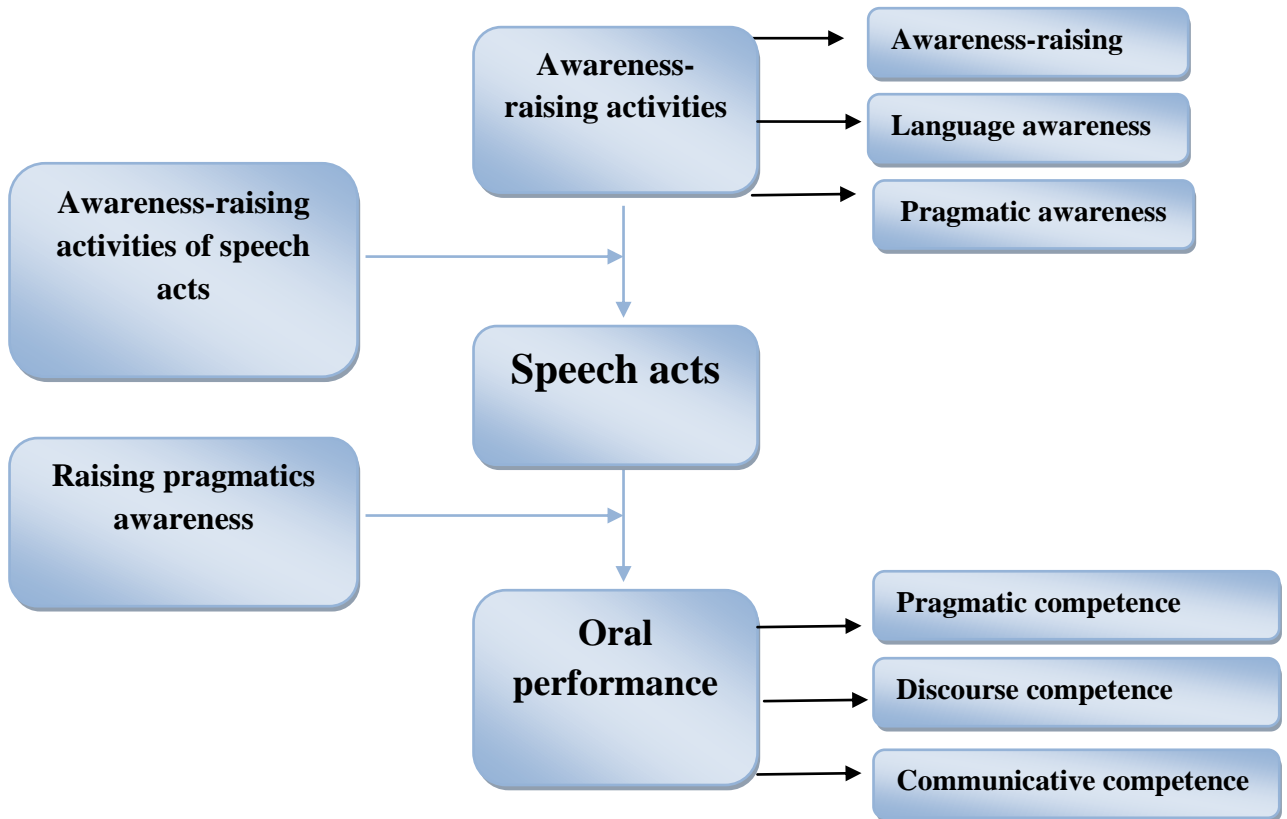 Awareness-
raising activities
Awareness-raising
Language awareness
Pragmatic awareness
Awareness-raising
activities of speech
acts
Speech acts
Raising pragmatics
awareness
Oral
performance
Pragmatic competence
Discourse competence
Communicative competence